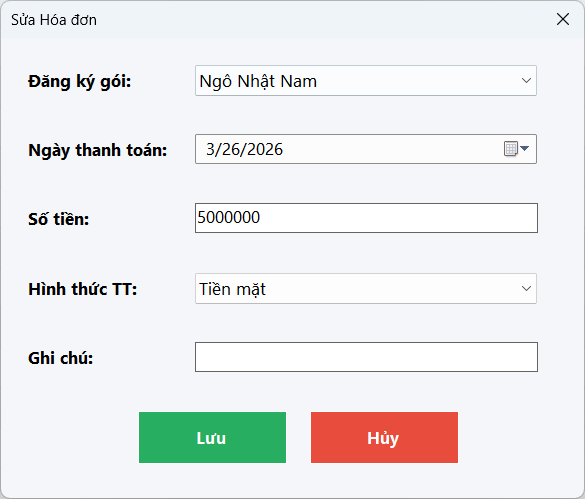 Sửa Hóa đơn
Đăng ký gói: Ngô Nhật Nam
Ngày thanh toán: 3/26/2026
Số tiền: 5000000
Hình thức TT: Tiền mặt
Ghi chú:
Lưu Hủy